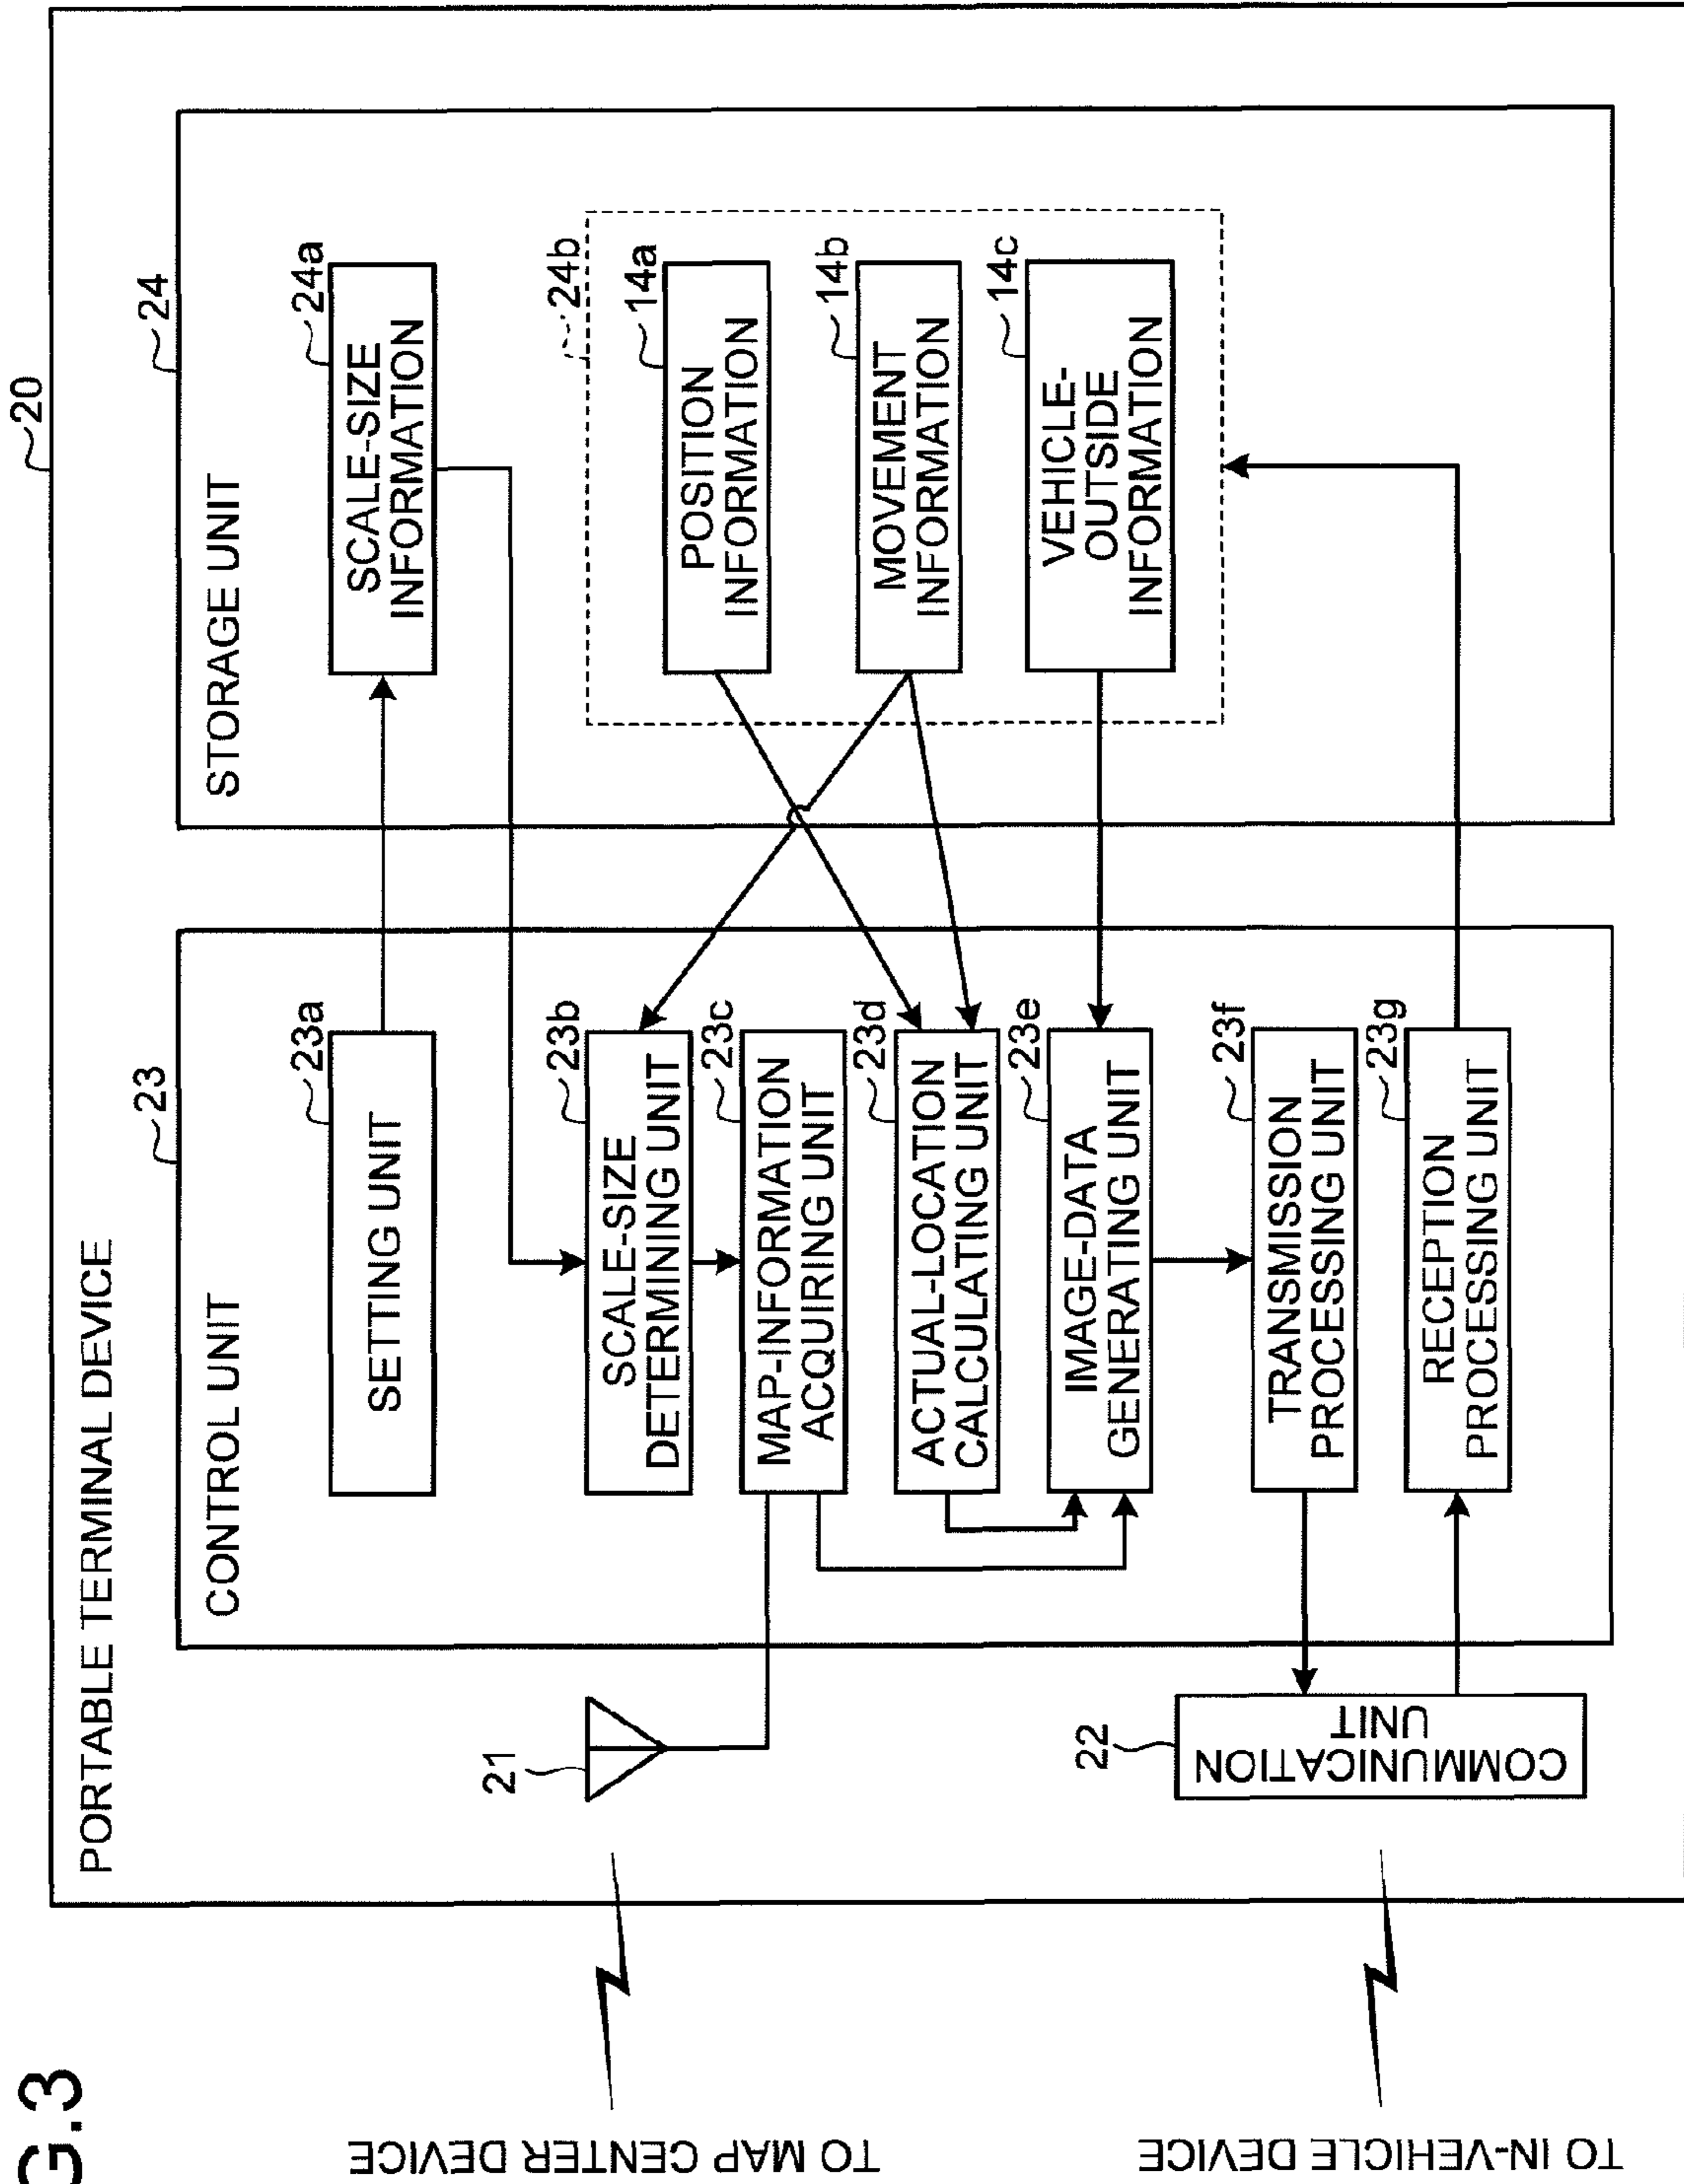 G.3
20
PORTABLE TERMINAL DEVICE
23
CONTROL UNIT
23a
SETTING UNIT
23b
SCALE-SIZE
DETERMINING UNIT
23c
MAP-INFORMATION
ACQUIRING UNIT
23d
ACTUAL-LOCATION
CALCULATING UNIT
23e
IMAGE-DATA
GENERATING UNIT
23f
TRANSMISSION
PROCESSING UNIT
23g
RECEPTION
PROCESSING UNIT
24
STORAGE UNIT
24a
SCALE-SIZE
INFORMATION
24b
14a
POSITION
INFORMATION
14b
MOVEMENT
INFORMATION
14c
VEHICLE-
OUTSIDE
INFORMATION
21
22
COMMUNICATION
UNIT
TO MAP CENTER DEVICE
TO IN-VEHICLE DEVICE